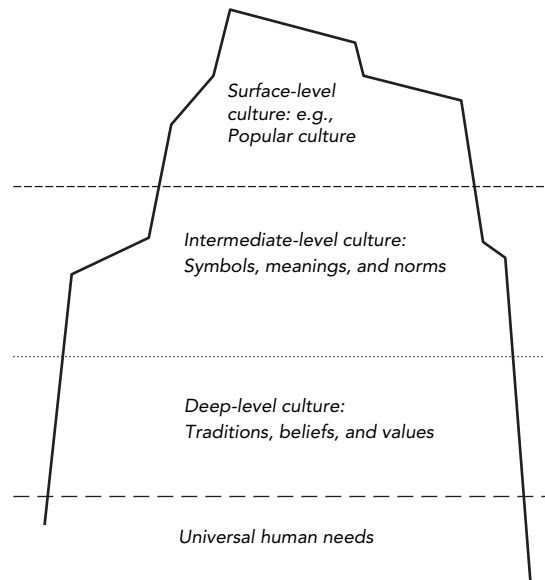 Surface-level
culture: e.g.,
Popular culture
Intermediate-level culture:
Symbols, meanings, and norms
Deep-level culture:
Traditions, beliefs, and values
Universal human needs